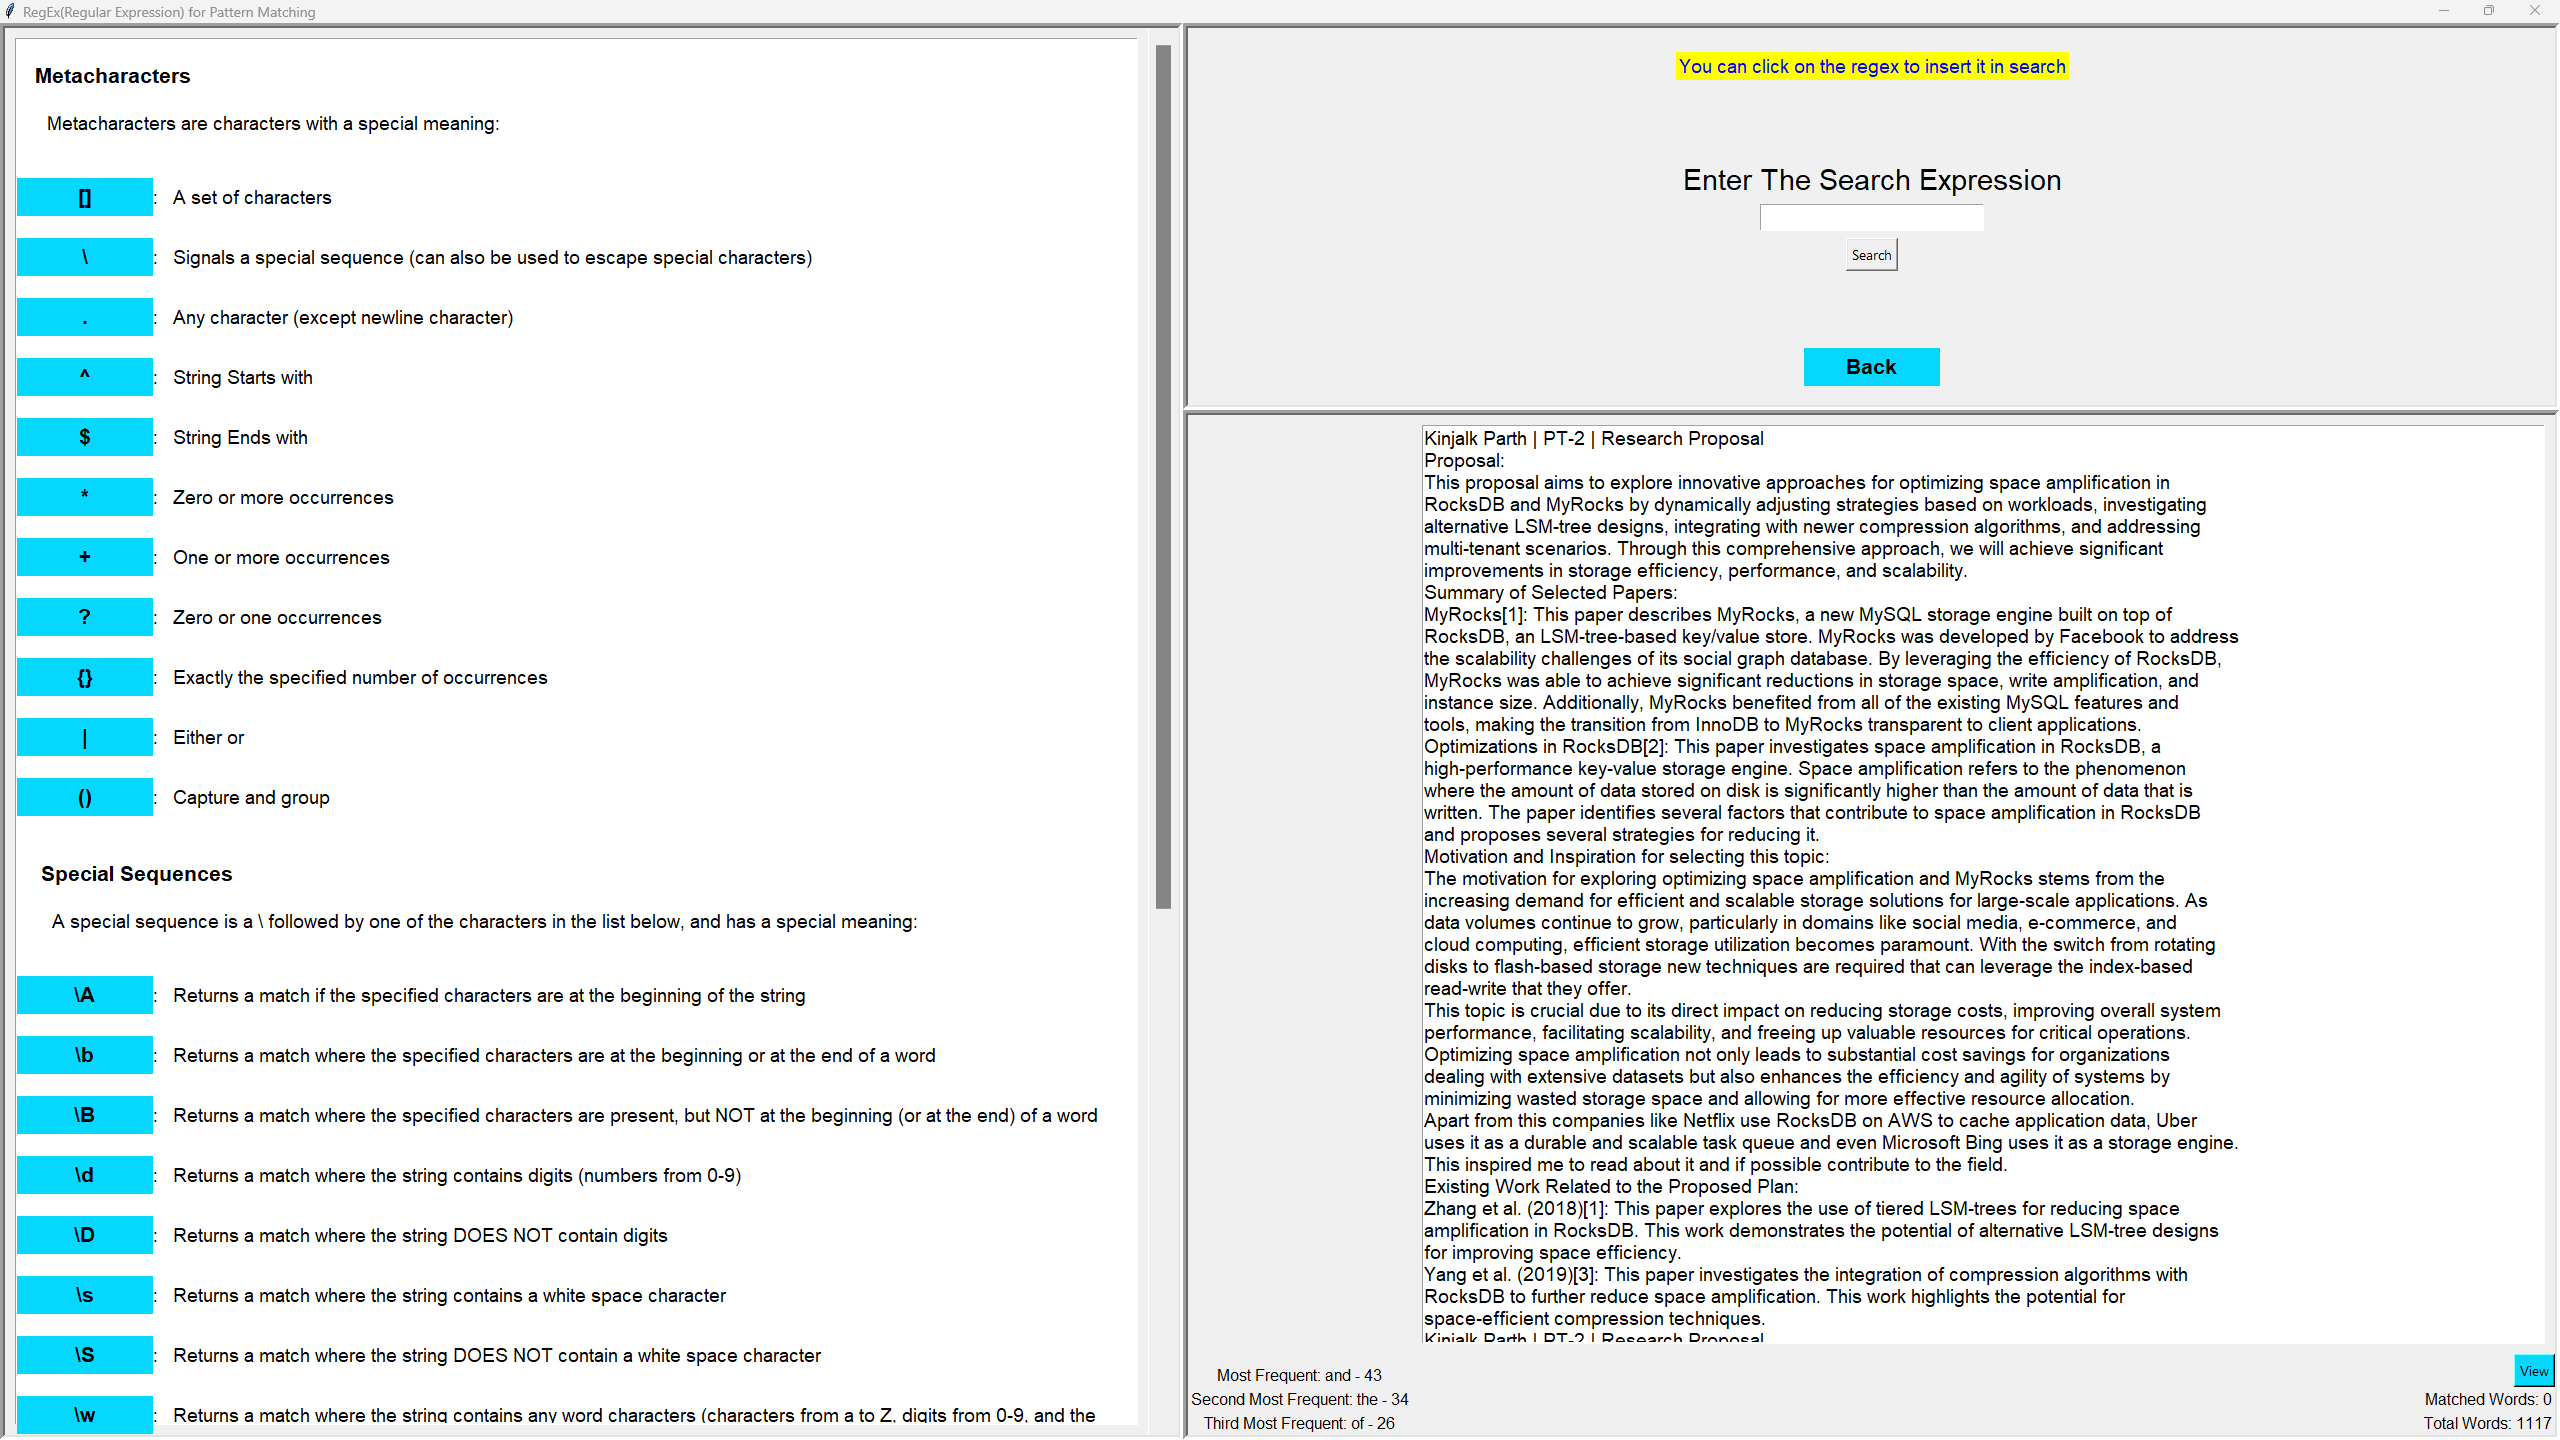 RegEx(Regular Expression) for Pattern Matching
Metacharacters
Metacharacters are characters with a special meaning:
[] : A set of characters
\ : Signals a special sequence (can also be used to escape special characters)
. : Any character (except newline character)
^ : String Starts with
$ : String Ends with
* : Zero or more occurrences
+ : One or more occurrences
? : Zero or one occurrences
{} : Exactly the specified number of occurrences
| : Either or
() : Capture and group
Special Sequences
A special sequence is a \ followed by one of the characters in the list below, and has a special meaning:
\A : Returns a match if the specified characters are at the beginning of the string
\b : Returns a match where the specified characters are at the beginning or at the end of a word
\B : Returns a match where the specified characters are present, but NOT at the beginning (or at the end) of a word
\d : Returns a match where the string contains digits (numbers from 0-9)
\D : Returns a match where the string DOES NOT contain digits
\s : Returns a match where the string contains a white space character
\S : Returns a match where the string DOES NOT contain a white space character
\w : Returns a match where the string contains any word characters (characters from a to Z, digits from 0-9, and the
You can click on the regex to insert it in search
Enter The Search Expression
Search
Back
Kinjalk Parth | PT-2 | Research Proposal
Proposal:
This proposal aims to explore innovative approaches for optimizing space amplification in
RocksDB and MyRocks by dynamically adjusting strategies based on workloads, investigating
alternative LSM-tree designs, integrating with newer compression algorithms, and addressing
multi-tenant scenarios. Through this comprehensive approach, we will achieve significant
improvements in storage efficiency, performance, and scalability.
Summary of Selected Papers:
MyRocks[1]: This paper describes MyRocks, a new MySQL storage engine built on top of
RocksDB, an LSM-tree-based key/value store. MyRocks was developed by Facebook to address
the scalability challenges of its social graph database. By leveraging the efficiency of RocksDB,
MyRocks was able to achieve significant reductions in storage space, write amplification, and
instance size. Additionally, MyRocks benefited from all of the existing MySQL features and
tools, making the transition from InnoDB to MyRocks transparent to client applications.
Optimizations in RocksDB[2]: This paper investigates space amplification in RocksDB, a
high-performance key-value storage engine. Space amplification refers to the phenomenon
where the amount of data stored on disk is significantly higher than the amount of data that is
written. The paper identifies several factors that contribute to space amplification in RocksDB
and proposes several strategies for reducing it.
Motivation and Inspiration for selecting this topic:
The motivation for exploring optimizing space amplification and MyRocks stems from the
increasing demand for efficient and scalable storage solutions for large-scale applications. As
data volumes continue to grow, particularly in domains like social media, e-commerce, and
cloud computing, efficient storage utilization becomes paramount. With the switch from rotating
disks to flash-based storage new techniques are required that can leverage the index-based
read-write that they offer.
This topic is crucial due to its direct impact on reducing storage costs, improving overall system
performance, facilitating scalability, and freeing up valuable resources for critical operations.
Optimizing space amplification not only leads to substantial cost savings for organizations
dealing with extensive datasets but also enhances the efficiency and agility of systems by
minimizing wasted storage space and allowing for more effective resource allocation.
Apart from this companies like Netflix use RocksDB on AWS to cache application data, Uber
uses it as a durable and scalable task queue and even Microsoft Bing uses it as a storage engine.
This inspired me to read about it and if possible contribute to the field.
Existing Work Related to the Proposed Plan:
Zhang et al. (2018)[1]: This paper explores the use of tiered LSM-trees for reducing space
amplification in RocksDB. This work demonstrates the potential of alternative LSM-tree designs
for improving space efficiency.
Yang et al. (2019)[3]: This paper investigates the integration of compression algorithms with
RocksDB to further reduce space amplification. This work highlights the potential for
space-efficient compression techniques.
Kinjalk Parth | PT-2 | Research Proposal
Most Frequent: and - 43
Second Most Frequent: the - 34
Third Most Frequent: of - 26
View
Matched Words: 0
Total Words: 1117